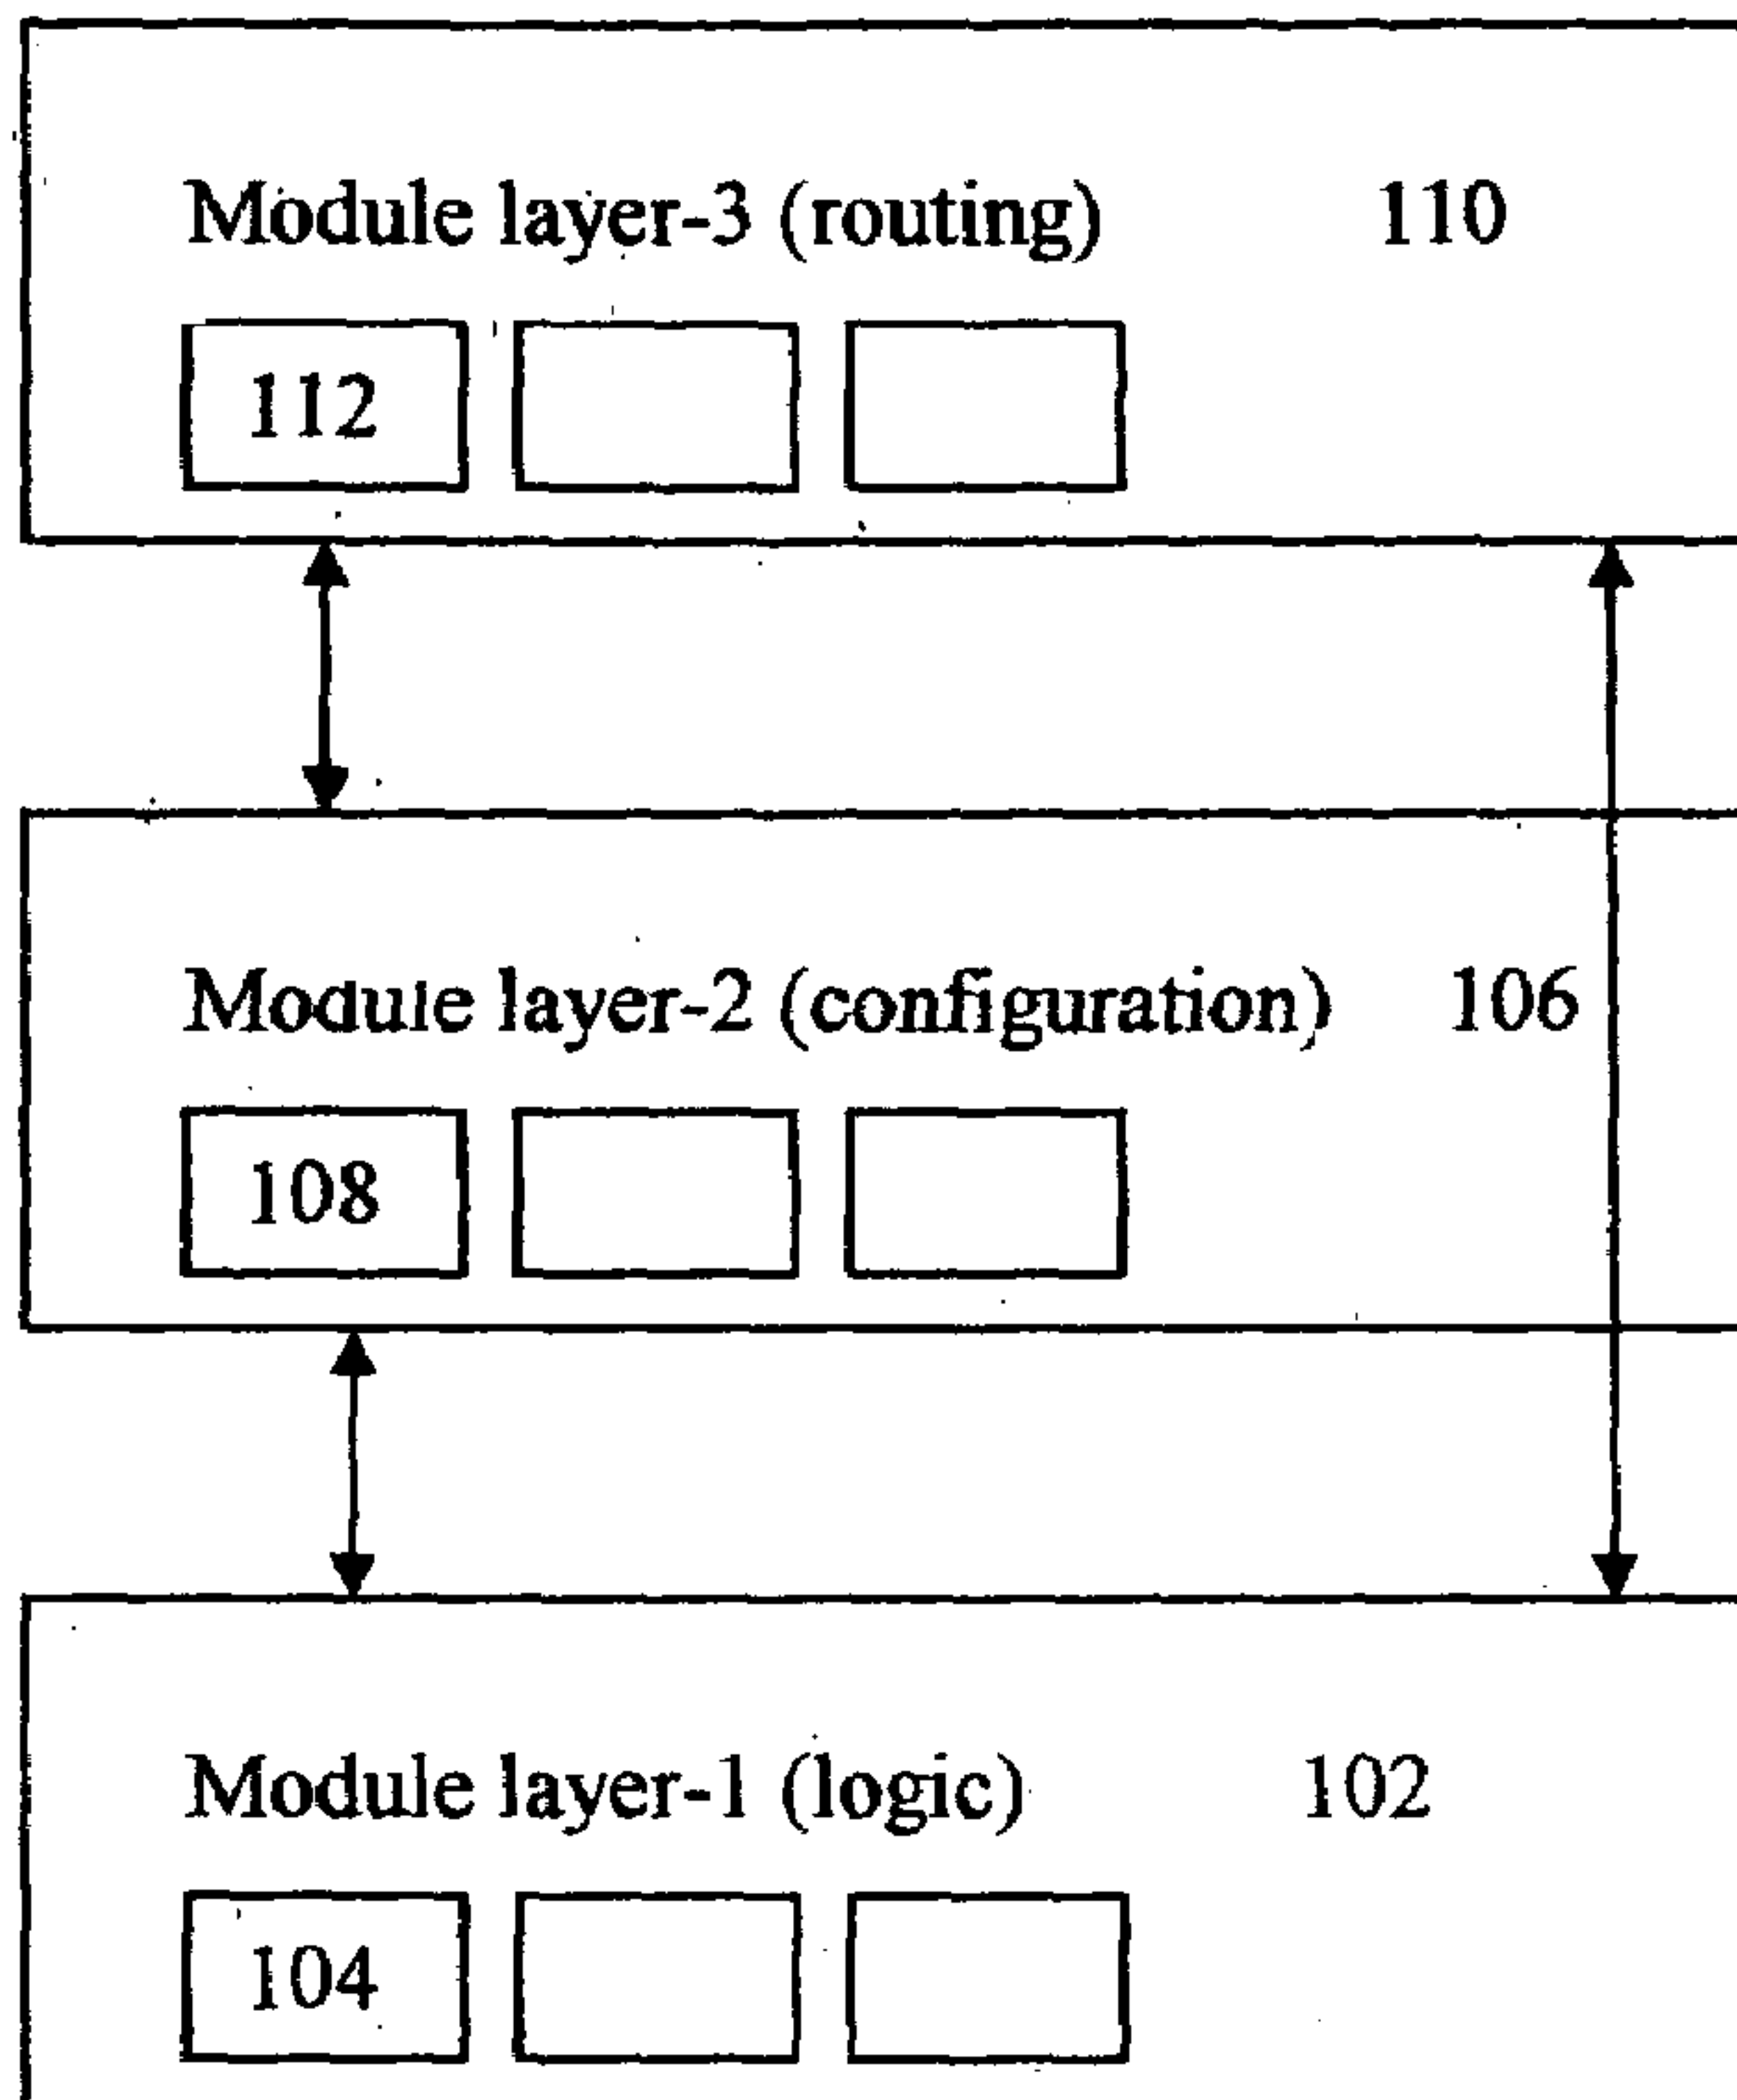 Module layer-3 (routing) 110
112
Module layer-2 (configuration) 106
108
Module layer-1 (logic) 102
104